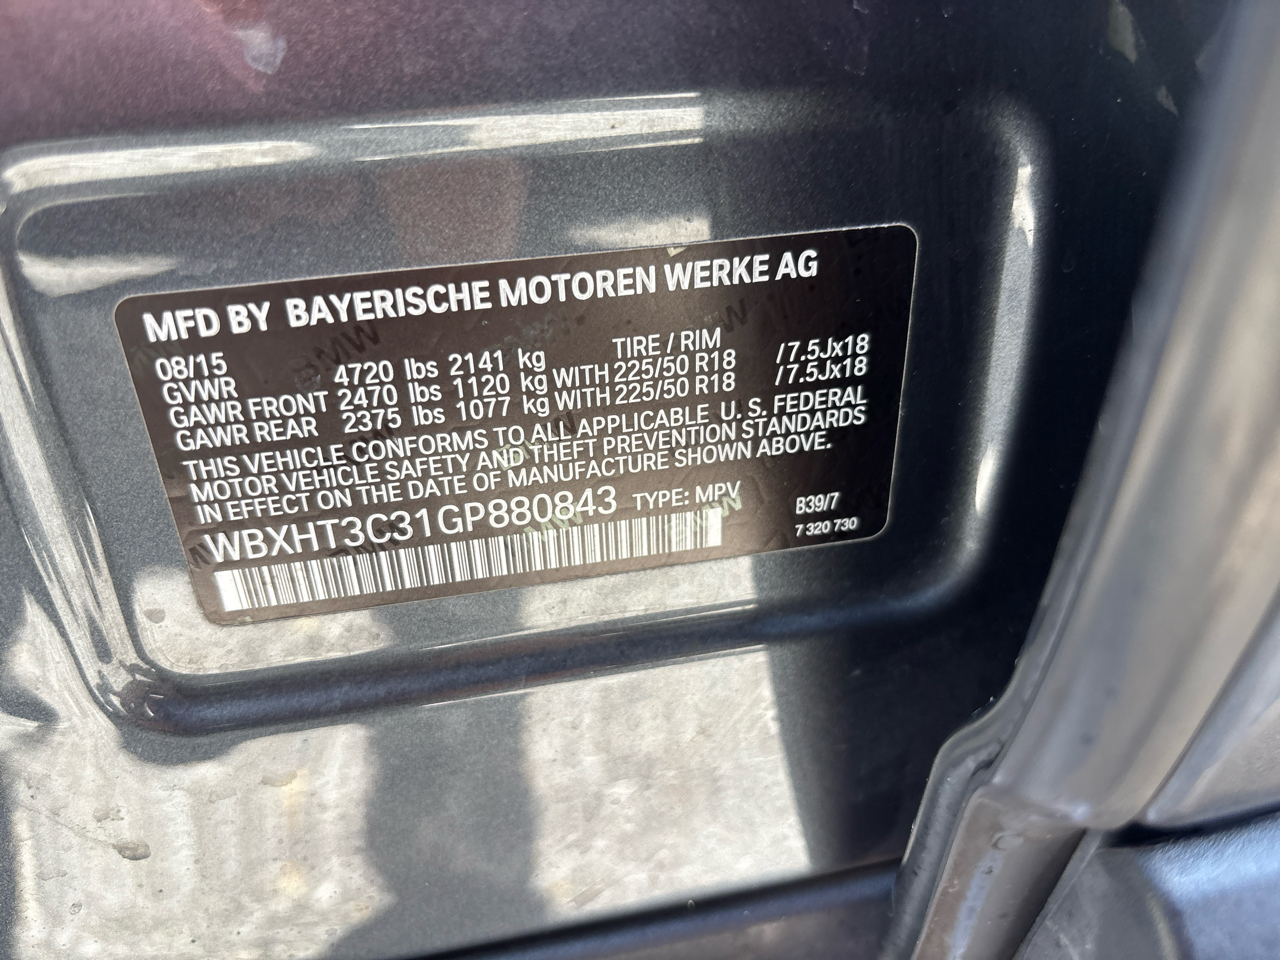 MFD BY BAYERISCHE MOTOREN WERKE AG
08/15 TIRE / RIM
GVWR 4720 lbs 2141 kg
GAWR FRONT 2470 lbs 1120 kg WITH 225/50 R18 /7.5Jx18
GAWR REAR 2375 lbs 1077 kg WITH 225/50 R18 /7.5Jx18
THIS VEHICLE CONFORMS TO ALL APPLICABLE U. S. FEDERAL
MOTOR VEHICLE SAFETY AND THEFT PREVENTION STANDARDS
IN EFFECT ON THE DATE OF MANUFACTURE SHOWN ABOVE.
WBXHT3C31GP880843 TYPE: MPV B39/7
7 320 730